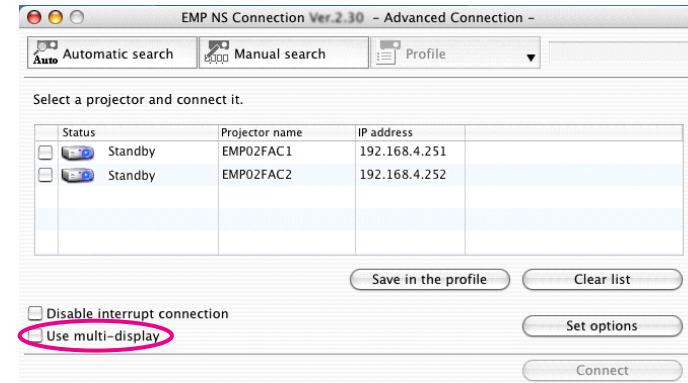 EMP NS Connection Ver.2.30 – Advanced Connection –
Auto Automatic search Manual search Profile
Select a projector and connect it.
Status Projector name IP address
Standby EMP02FAC1 192.168.4.251
Standby EMP02FAC2 192.168.4.252
Save in the profile Clear list
Disable interrupt connection
Set options
Use multi-display
Connect